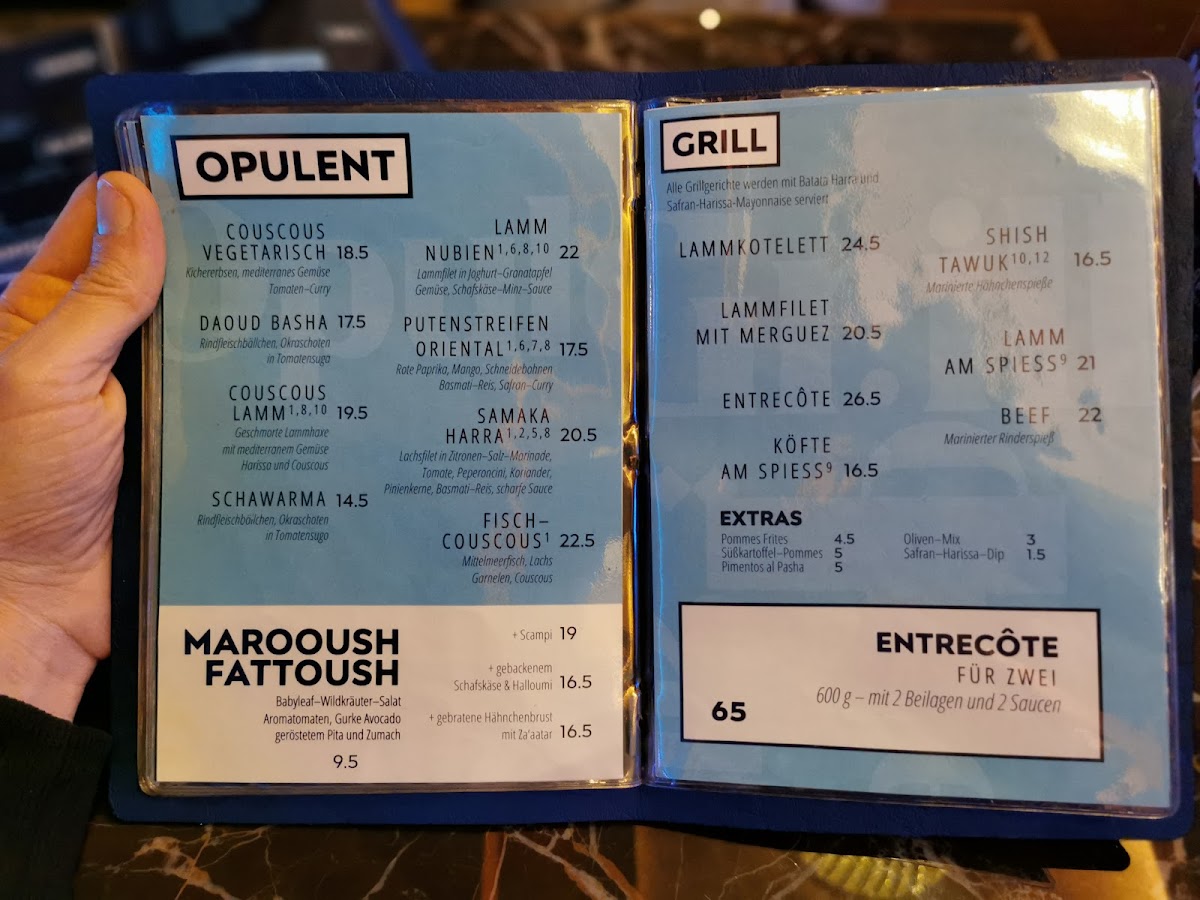 OPULENT
COUSCOUS
VEGETARISCH 18.5
Kichererbsen, mediterranes Gemüse
Tomaten-Curry
DAOUD BASHA 17.5
Rindfleischbällchen, Okraschoten
in Tomatensuga
COUSCOUS
LAMM1,8,10 19.5
Geschmorte Lammhaxe
mit mediterranem Gemüse
Harissa und Couscous
SCHAWARMA 14.5
Rindfleischbällchen, Okraschoten
in Tomatensugo
LAMM
NUBIEN1,6,8,10 22
Lammfilet in Joghurt-Granatapfel
Gemüse, Schafskäse-Minz-Sauce
PUTENSTREIFEN
ORIENTAL1,6,7,8 17.5
Rote Paprika, Mango, Schneidebohnen
Basmati-Reis, Safran-Curry
SAMAKA
HARRA1,2,5,8 20.5
Lachsfilet in Zitronen-Salz-Marinade,
Tomate, Peperoncini, Koriander,
Pinienkerne, Basmati-Reis, scharfe Sauce
FISCH-
COUSCOUS1 22.5
Mittelmeerfisch, Lachs
Garnelen, Couscous
MAROOUSH
FATTOUSH
Babyleaf-Wildkräuter-Salat
Aromatomaten, Gurke Avocado
geröstetem Pita und Zumach
9.5
+ Scampi 19
+ gebackenem
Schafskäse & Halloumi 16.5
+ gebratene Hähnchenbrust
mit Za'aatar 16.5
GRILL
Alle Grillgerichte werden mit Batata Harra und
Safran-Harissa-Mayonnaise serviert
LAMMKOTELETT 24.5
LAMMFILET
MIT MERGUEZ 20.5
ENTRECÔTE 26.5
KÖFTE
AM SPIESS9 16.5
SHISH
TAWUK10,12 16.5
Marinierte Hähnchenspieße
LAMM
AM SPIESS9 21
BEEF 22
Marinierter Rinderspieß
EXTRAS
Pommes Frites 4.5
Süßkartoffel-Pommes 5
Pimentos al Pasha 5
Oliven-Mix 3
Safran-Harissa-Dip 1.5
ENTRECÔTE
FÜR ZWEI
600 g – mit 2 Beilagen und 2 Saucen
65